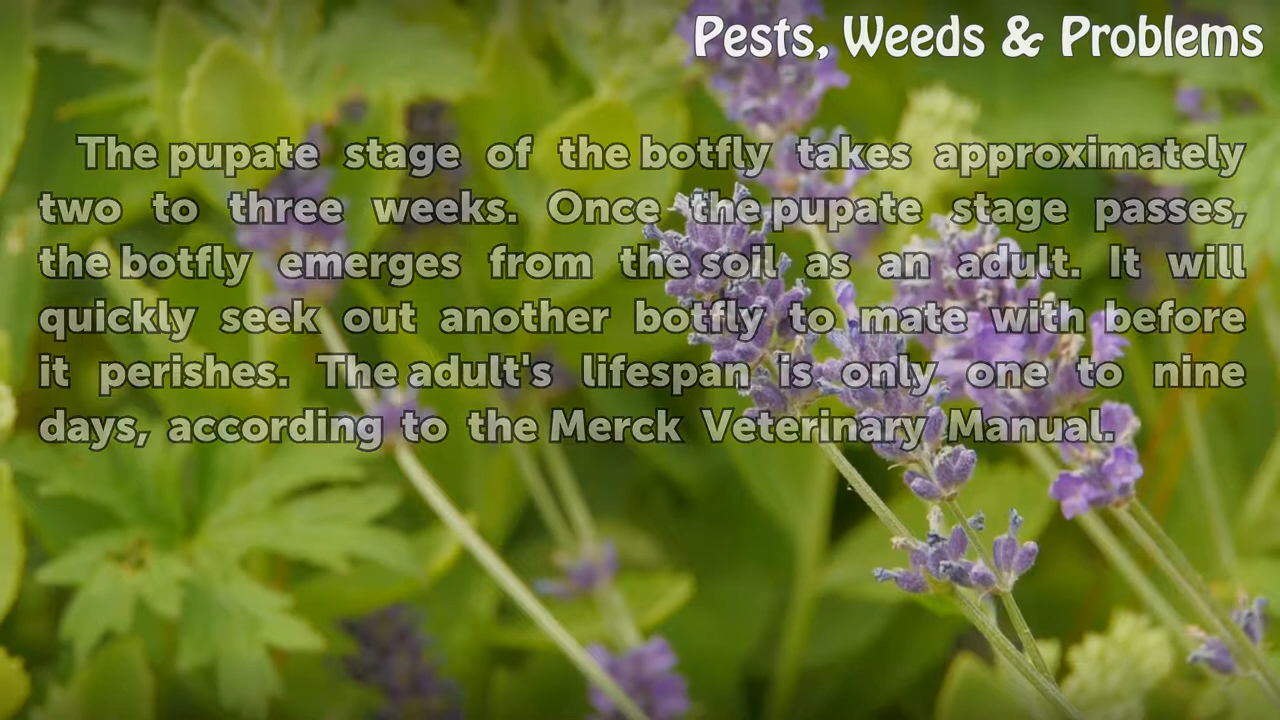 Pests, Weeds & Problems
The pupate stage of the botfly takes approximately
two to three weeks. Once the pupate stage passes,
the botfly emerges from the soil as an adult. It will
quickly seek out another botfly to mate with before
it perishes. The adult's lifespan is only one to nine
days, according to the Merck Veterinary Manual.